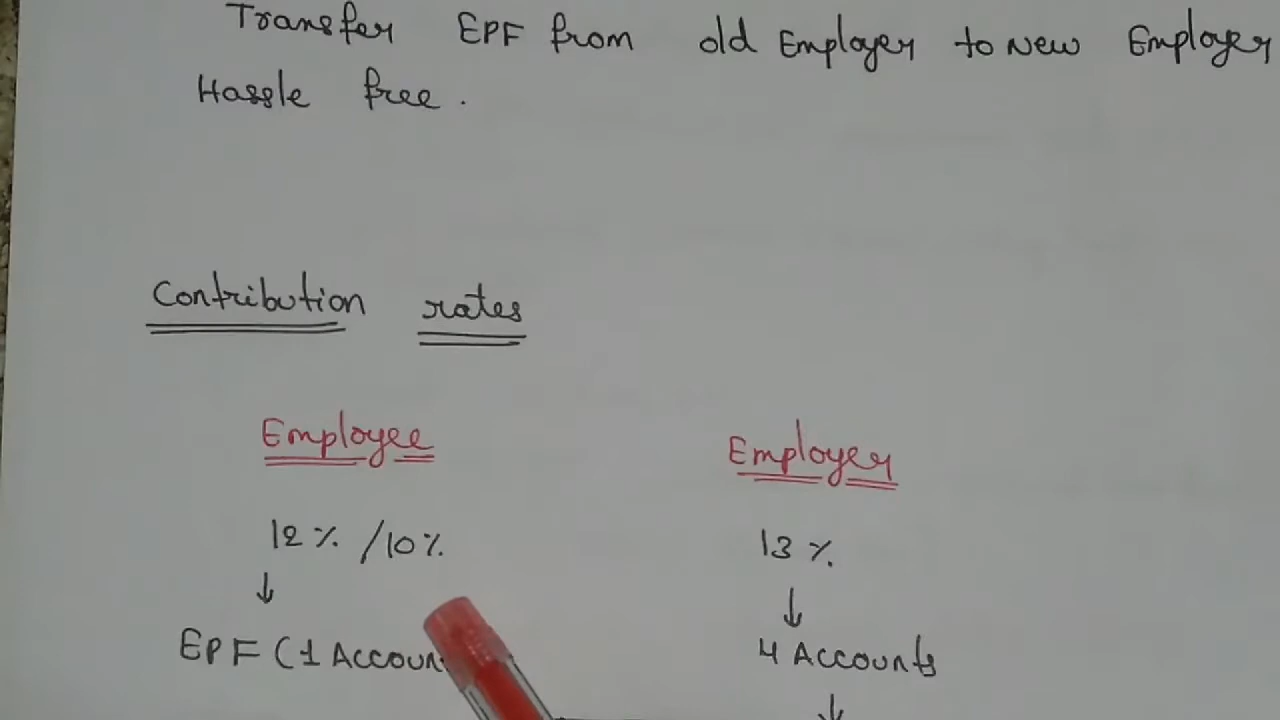 Transfer EPF from old Employer to New Employer
Hassle free.
Contribution rates
Employee
Employer
12% /10%
13%
↓
↓
EPF (1 Accoun
4 Accounts
↓